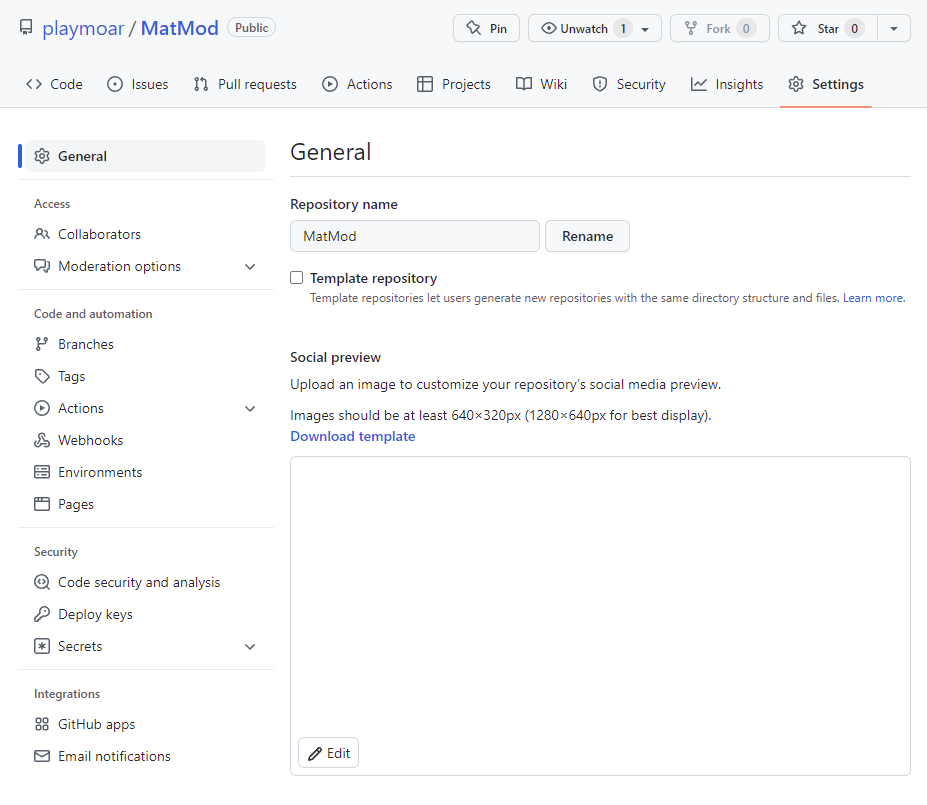 playmoar / MatMod Public Pin Unwatch 1 Fork 0 Star 0
Code Issues Pull requests Actions Projects Wiki Security Insights Settings
General
Access
Collaborators
Moderation options
Code and automation
Branches
Tags
Actions
Webhooks
Environments
Pages
Security
Code security and analysis
Deploy keys
Secrets
Integrations
GitHub apps
Email notifications
General
Repository name
MatMod Rename
Template repository
Template repositories let users generate new repositories with the same directory structure and files. Learn more.
Social preview
Upload an image to customize your repository’s social media preview.
Images should be at least 640×320px (1280×640px for best display).
Download template
Edit